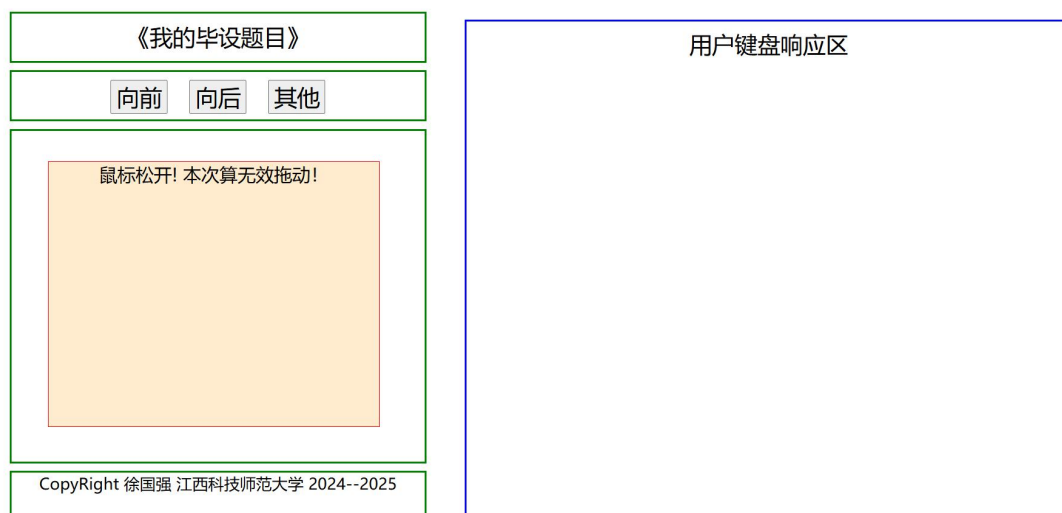 《我的毕设题目》
向前 向后 其他
鼠标松开! 本次算无效拖动!
CopyRight 徐国强 江西科技师范大学 2024--2025
用户键盘响应区